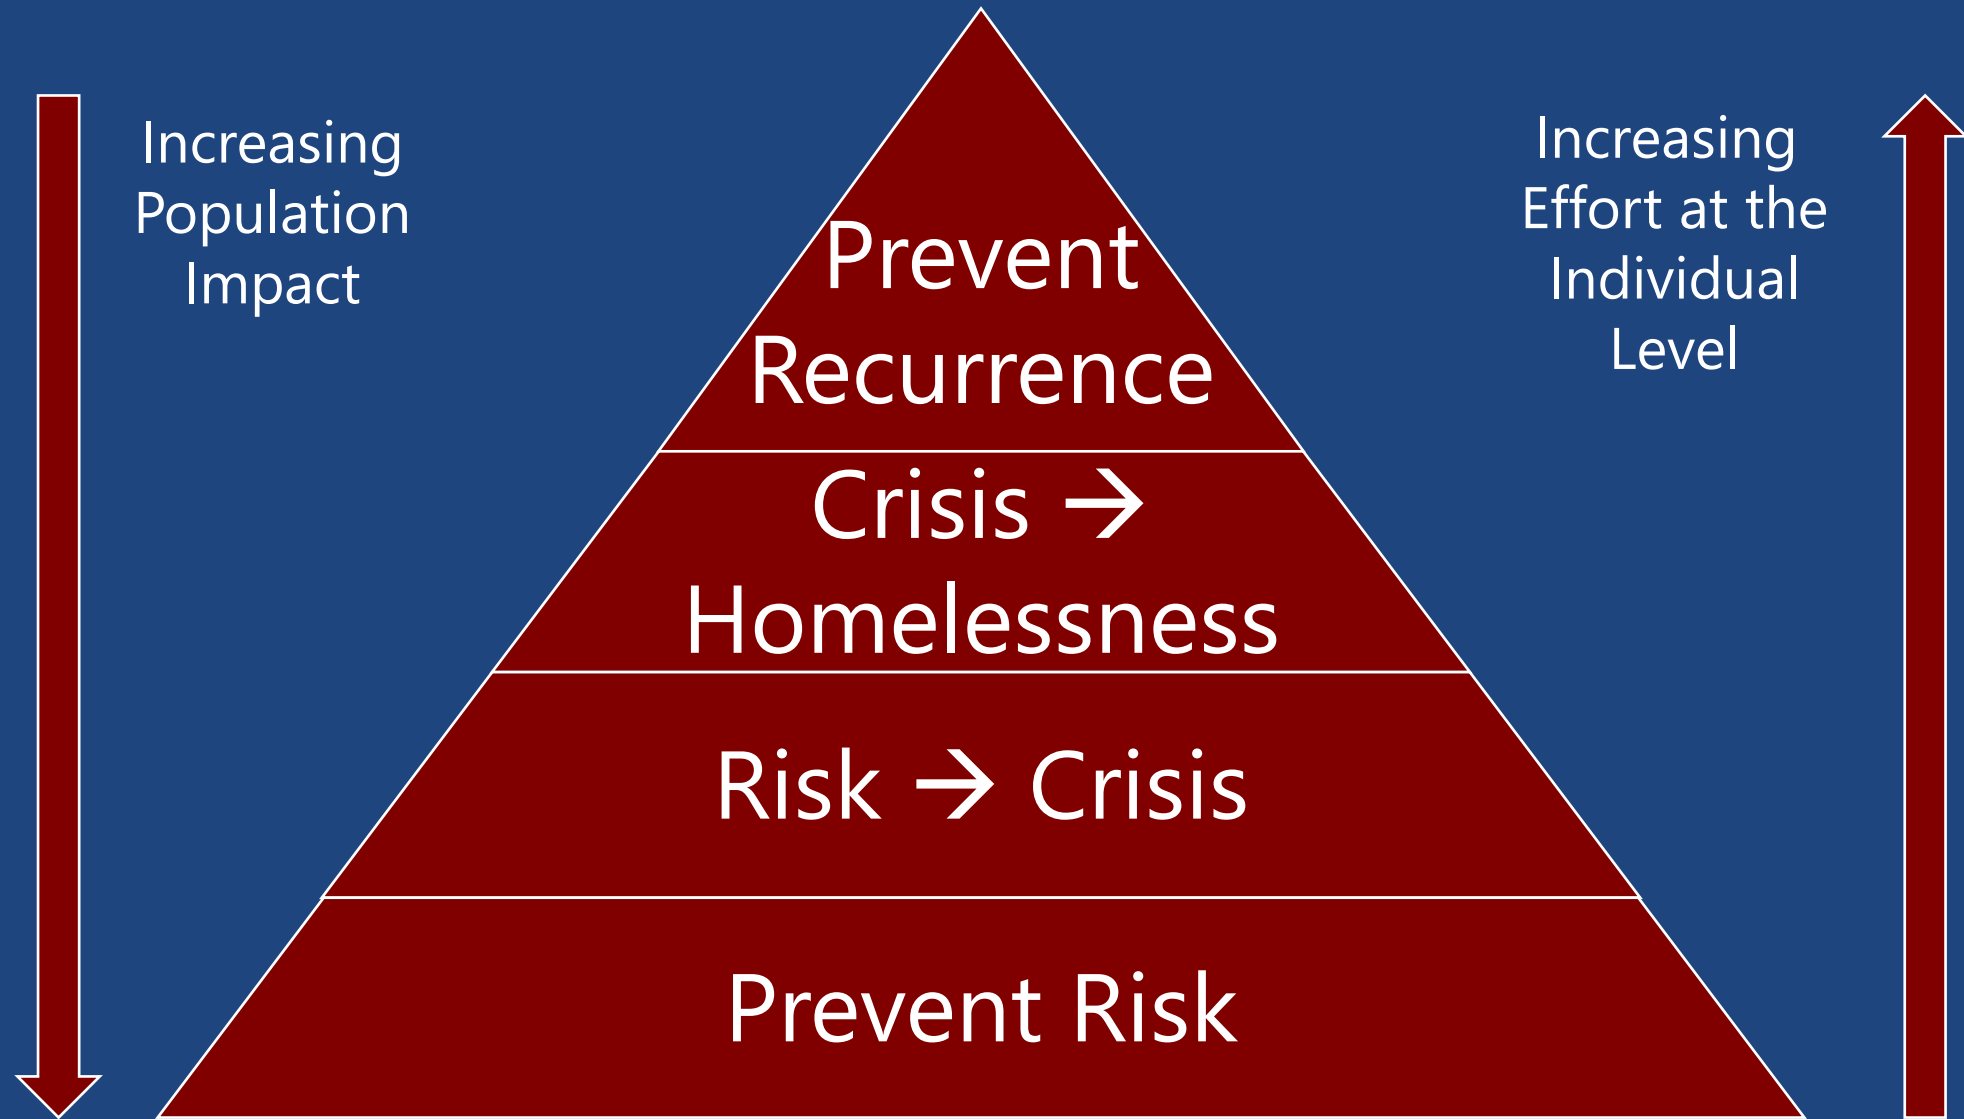 Increasing
Population
Impact
Prevent
Recurrence
Crisis →
Homelessness
Risk → Crisis
Prevent Risk
Increasing
Effort at the
Individual
Level